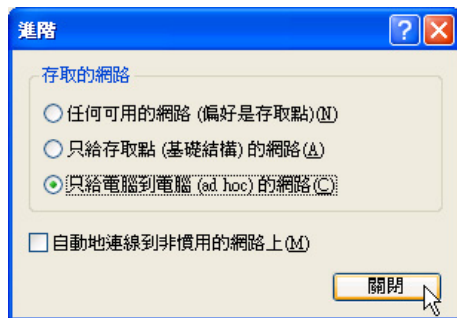 進階
存取的網路
任何可用的網路 (偏好是存取點)(N)
只給存取點 (基礎結構) 的網路(A)
只給電腦到電腦 (ad hoc) 的網路(C)
自動地連線到非慣用的網路上(M)
關閉